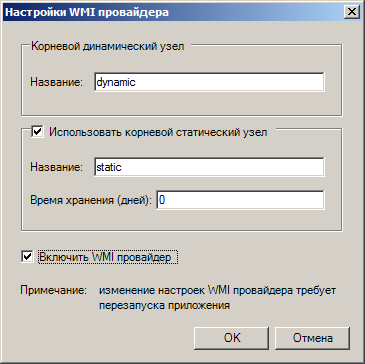 Настройки WMI провайдера
Корневой динамический узел
Название: dynamic
Использовать корневой статический узел
Название: static
Время хранения (дней): 0
Включить WMI провайдер
Примечание: изменение настроек WMI провайдера требует
перезапуска приложения
OK Отмена